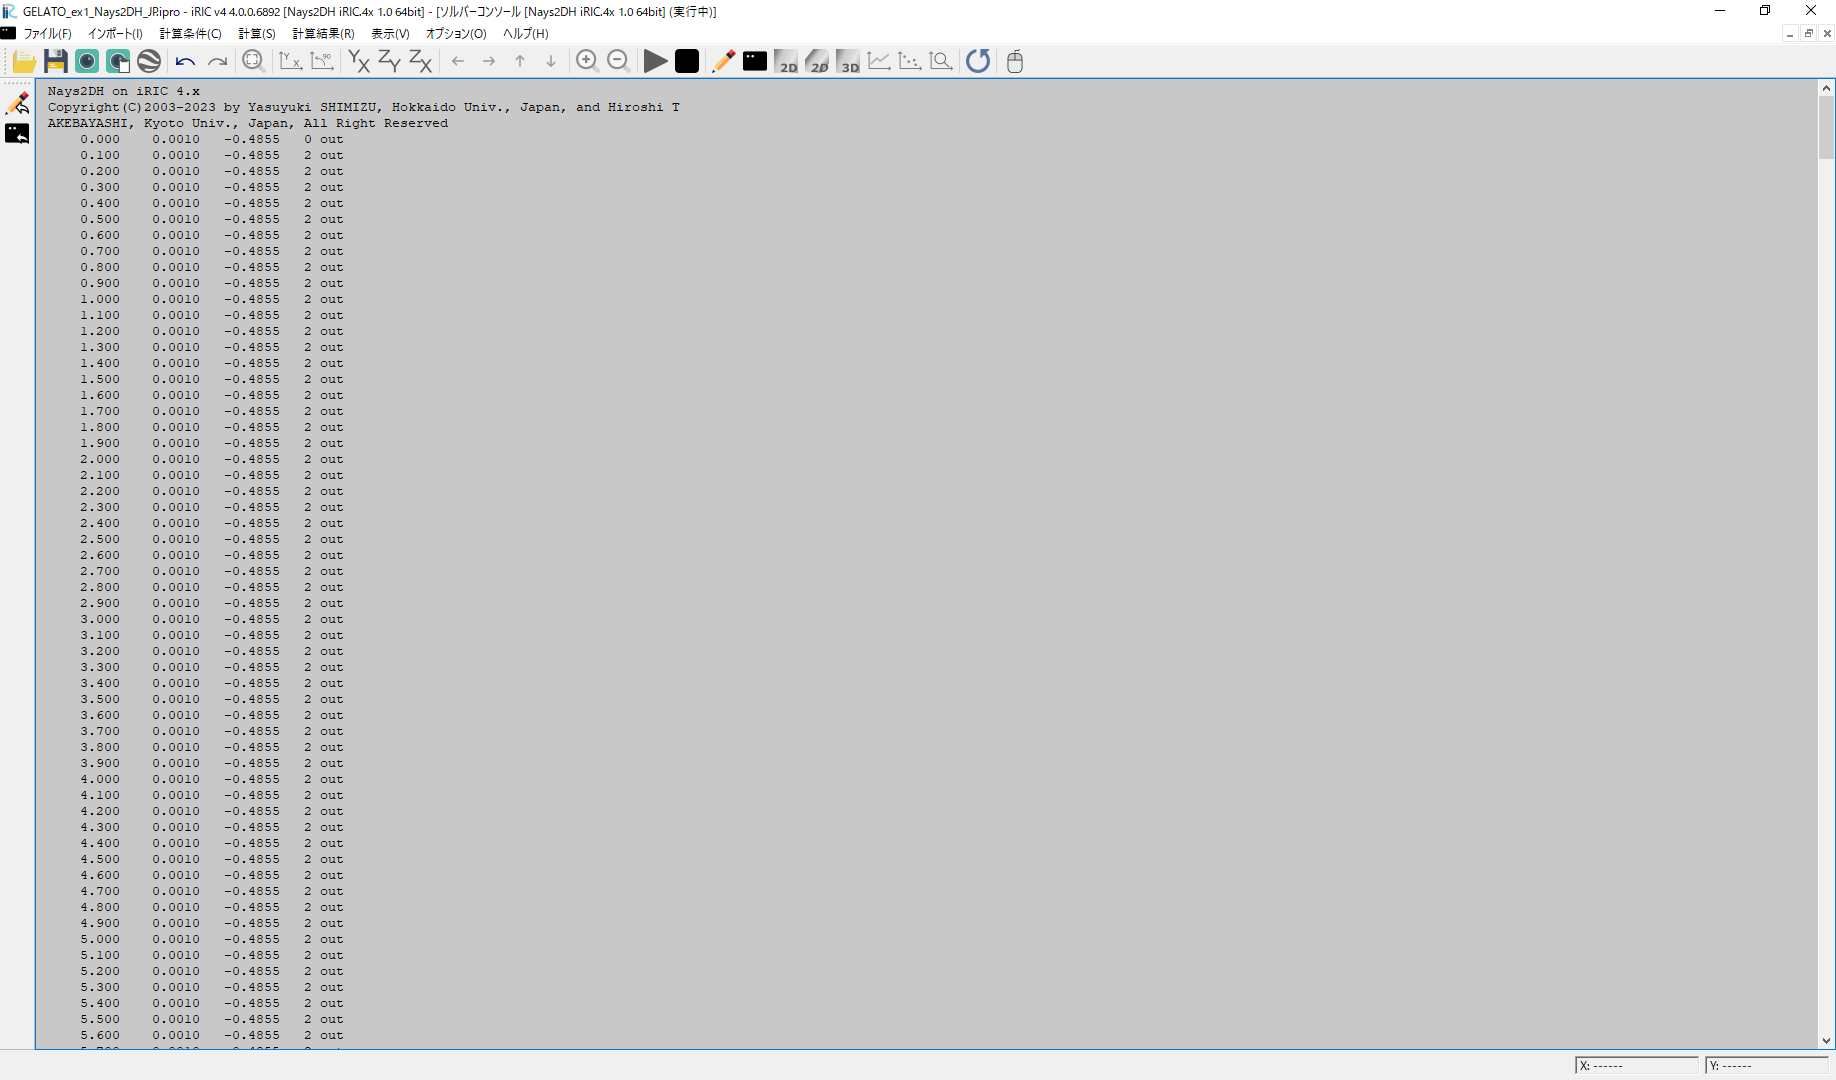 GELATO_ex1_Nays2DH_JP.ipro - iRIC v4 4.0.0.6892 [Nays2DH iRIC.4x 1.0 64bit] - [ソルバーコンソール [Nays2DH iRIC.4x 1.0 64bit] (実行中)]
ファイル(F) インポート(I) 計算条件(C) 計算(S) 計算結果(R) 表示(V) オプション(O) ヘルプ(H)
Nays2DH on iRIC 4.x
Copyright(C)2003-2023 by Yasuyuki SHIMIZU, Hokkaido Univ., Japan, and Hiroshi T
AKEBAYASHI, Kyoto Univ., Japan, All Right Reserved
0.000 0.0010 -0.4855 0 out
0.100 0.0010 -0.4855 2 out
0.200 0.0010 -0.4855 2 out
0.300 0.0010 -0.4855 2 out
0.400 0.0010 -0.4855 2 out
0.500 0.0010 -0.4855 2 out
0.600 0.0010 -0.4855 2 out
0.700 0.0010 -0.4855 2 out
0.800 0.0010 -0.4855 2 out
0.900 0.0010 -0.4855 2 out
1.000 0.0010 -0.4855 2 out
1.100 0.0010 -0.4855 2 out
1.200 0.0010 -0.4855 2 out
1.300 0.0010 -0.4855 2 out
1.400 0.0010 -0.4855 2 out
1.500 0.0010 -0.4855 2 out
1.600 0.0010 -0.4855 2 out
1.700 0.0010 -0.4855 2 out
1.800 0.0010 -0.4855 2 out
1.900 0.0010 -0.4855 2 out
2.000 0.0010 -0.4855 2 out
2.100 0.0010 -0.4855 2 out
2.200 0.0010 -0.4855 2 out
2.300 0.0010 -0.4855 2 out
2.400 0.0010 -0.4855 2 out
2.500 0.0010 -0.4855 2 out
2.600 0.0010 -0.4855 2 out
2.700 0.0010 -0.4855 2 out
2.800 0.0010 -0.4855 2 out
2.900 0.0010 -0.4855 2 out
3.000 0.0010 -0.4855 2 out
3.100 0.0010 -0.4855 2 out
3.200 0.0010 -0.4855 2 out
3.300 0.0010 -0.4855 2 out
3.400 0.0010 -0.4855 2 out
3.500 0.0010 -0.4855 2 out
3.600 0.0010 -0.4855 2 out
3.700 0.0010 -0.4855 2 out
3.800 0.0010 -0.4855 2 out
3.900 0.0010 -0.4855 2 out
4.000 0.0010 -0.4855 2 out
4.100 0.0010 -0.4855 2 out
4.200 0.0010 -0.4855 2 out
4.300 0.0010 -0.4855 2 out
4.400 0.0010 -0.4855 2 out
4.500 0.0010 -0.4855 2 out
4.600 0.0010 -0.4855 2 out
4.700 0.0010 -0.4855 2 out
4.800 0.0010 -0.4855 2 out
4.900 0.0010 -0.4855 2 out
5.000 0.0010 -0.4855 2 out
5.100 0.0010 -0.4855 2 out
5.200 0.0010 -0.4855 2 out
5.300 0.0010 -0.4855 2 out
5.400 0.0010 -0.4855 2 out
5.500 0.0010 -0.4855 2 out
5.600 0.0010 -0.4855 2 out
X: ------ Y: ------